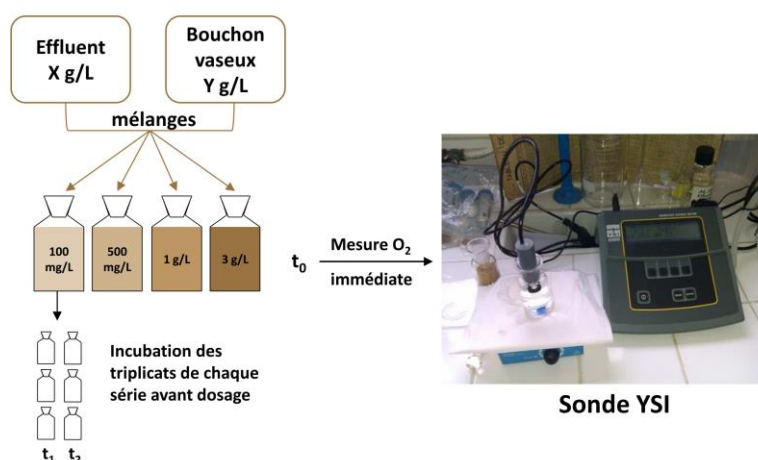 Effluent
X g/L
Bouchon
vaseux
Y g/L
mélanges
100
mg/L
500
mg/L
1 g/L
3 g/L
t0
Mesure O2
immédiate
Incubation des
triplicats de chaque
série avant dosage
t1 t2
Sonde YSI